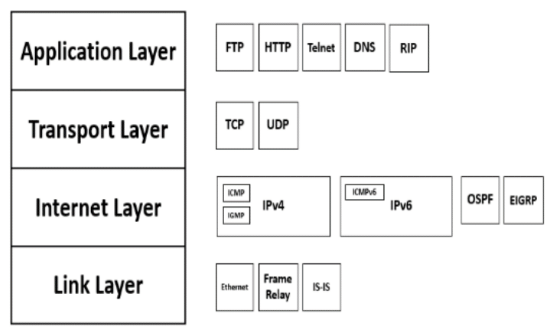 Application Layer
FTP
HTTP
Telnet
DNS
RIP
Transport Layer
TCP
UDP
Internet Layer
ICMP
IGMP
IPv4
ICMPv6
IPv6
OSPF
EIGRP
Link Layer
Ethernet
Frame
Relay
IS-IS